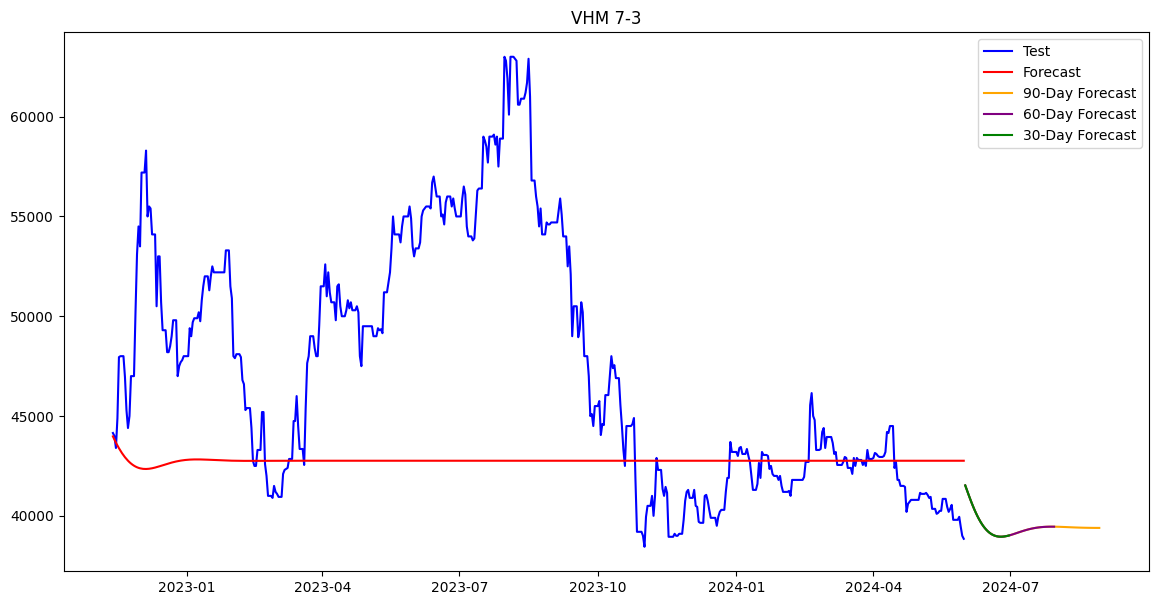 VHM 7-3
Test
Forecast
90-Day Forecast
60-Day Forecast
30-Day Forecast
60000
55000
50000
45000
40000
2023-01
2023-04
2023-07
2023-10
2024-01
2024-04
2024-07